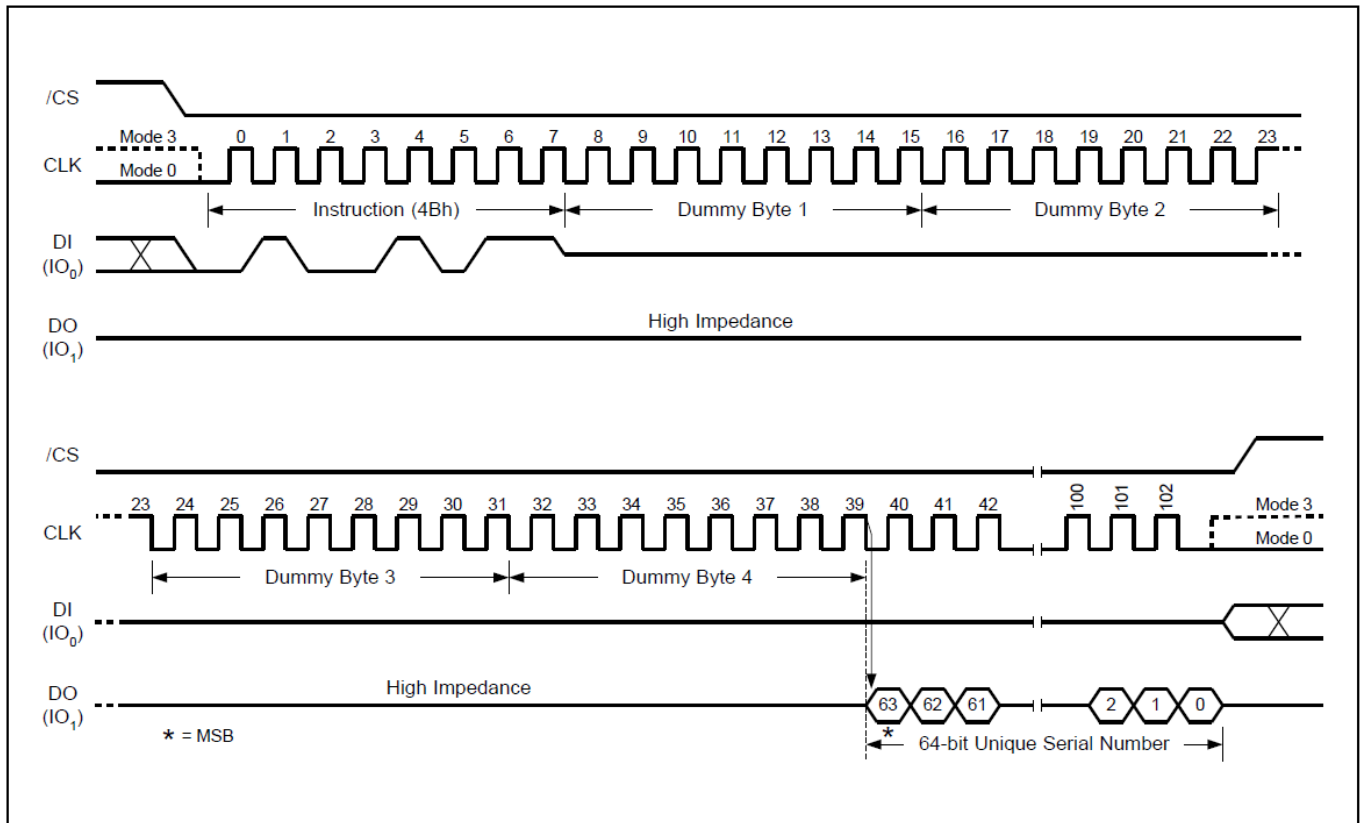 /CS
Mode 3 0 1 2 3 4 5 6 7 8 9 10 11 12 13 14 15 16 17 18 19 20 21 22 23
CLK Mode 0
Instruction (4Bh) Dummy Byte 1 Dummy Byte 2
DI
(IO0)
High Impedance
DO
(IO1)
/CS
23 24 25 26 27 28 29 30 31 32 33 34 35 36 37 38 39 40 41 42 100 101 102 Mode 3
CLK Mode 0
Dummy Byte 3 Dummy Byte 4
DI
(IO0)
High Impedance
DO
(IO1)
63 62 61 2 1 0
* = MSB * 64-bit Unique Serial Number